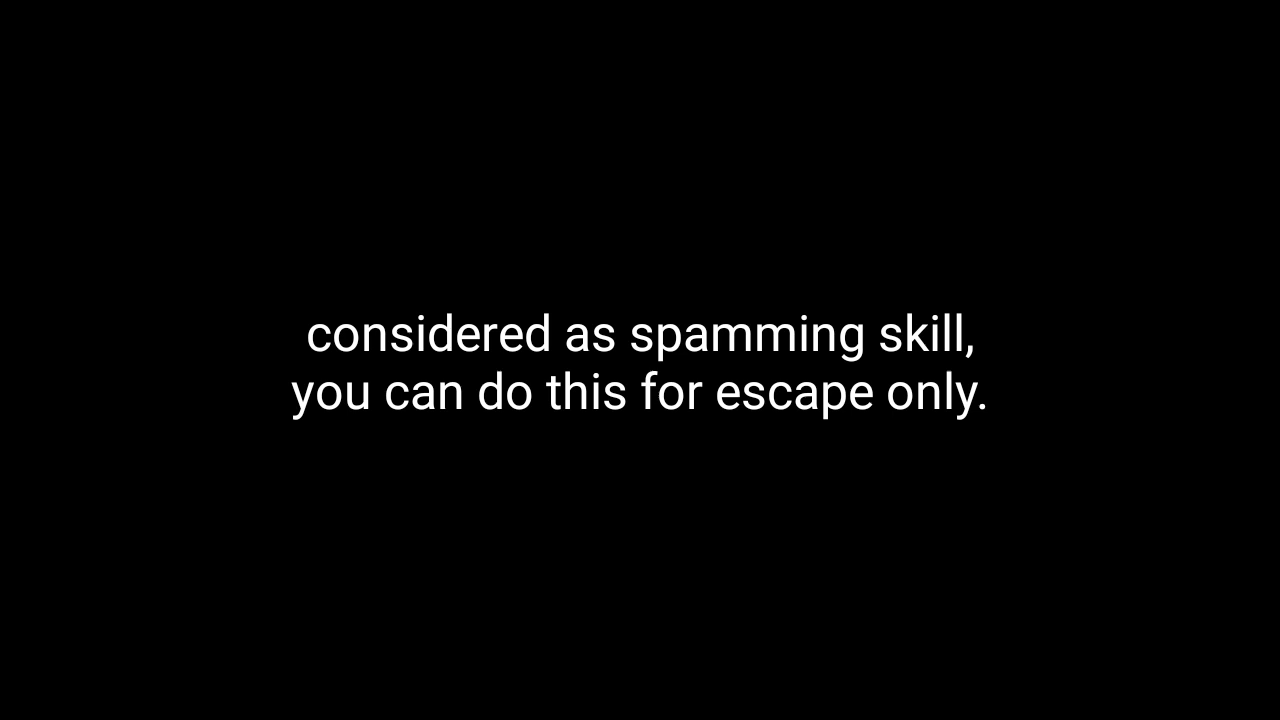 considered as spamming skill,
you can do this for escape only.